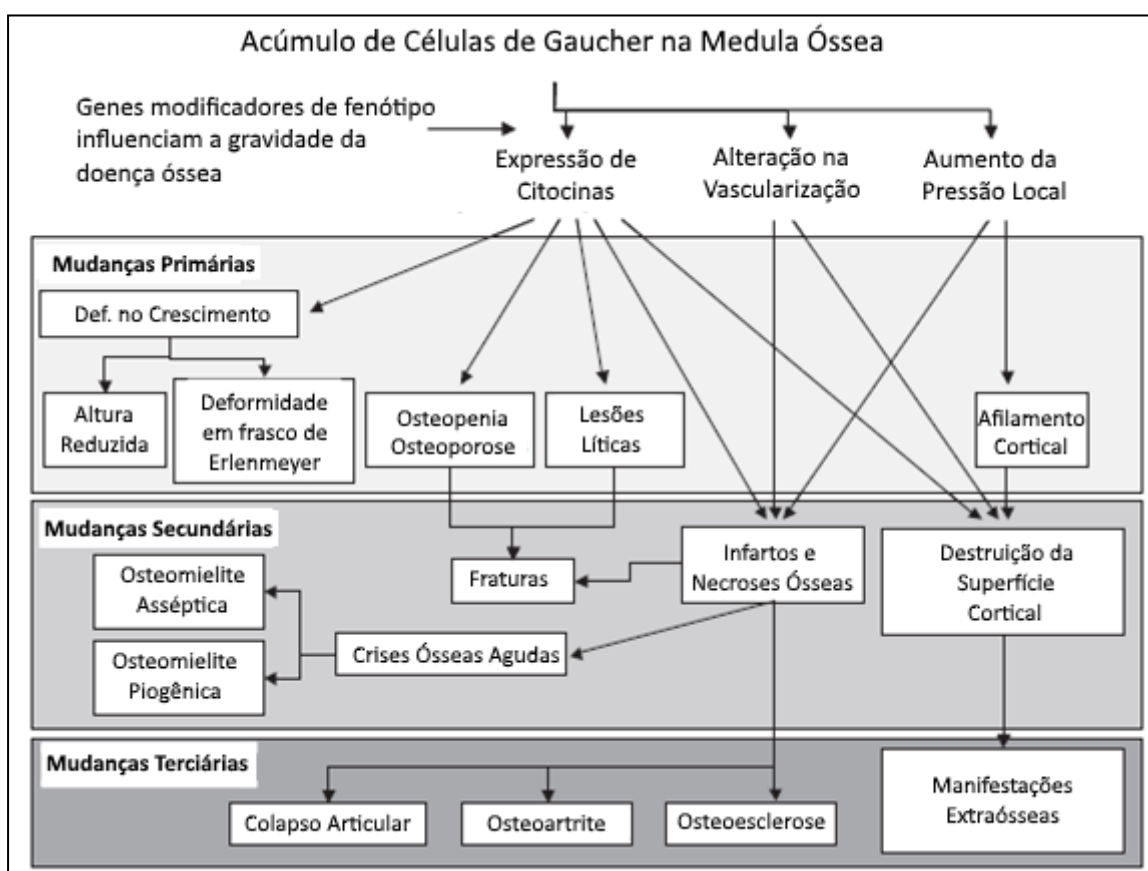 Acúmulo de Células de Gaucher na Medula Óssea
Genes modificadores de fenótipo
influenciam a gravidade da
doença óssea
Expressão de
Citocinas
Alteração na
Vascularização
Aumento da
Pressão Local
Mudanças Primárias
Def. no Crescimento
Altura
Reduzida
Deformidade
em frasco de
Erlenmeyer
Osteopenia
Osteoporose
Lesões
Líticas
Afilamento
Cortical
Mudanças Secundárias
Osteomielite
Asséptica
Osteomielite
Piogênica
Fraturas
Crises Ósseas Agudas
Infartos e
Necroses Ósseas
Destruição da
Superfície
Cortical
Mudanças Terciárias
Colapso Articular
Osteoartrite
Osteoesclerose
Manifestações
Extraósseas